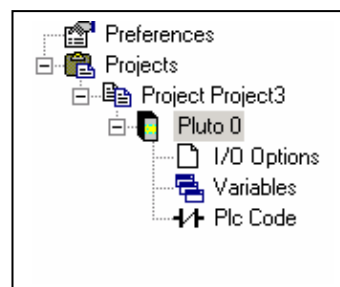 Preferences
Projects
Project Project3
Pluto 0
I/O Options
Variables
Plc Code